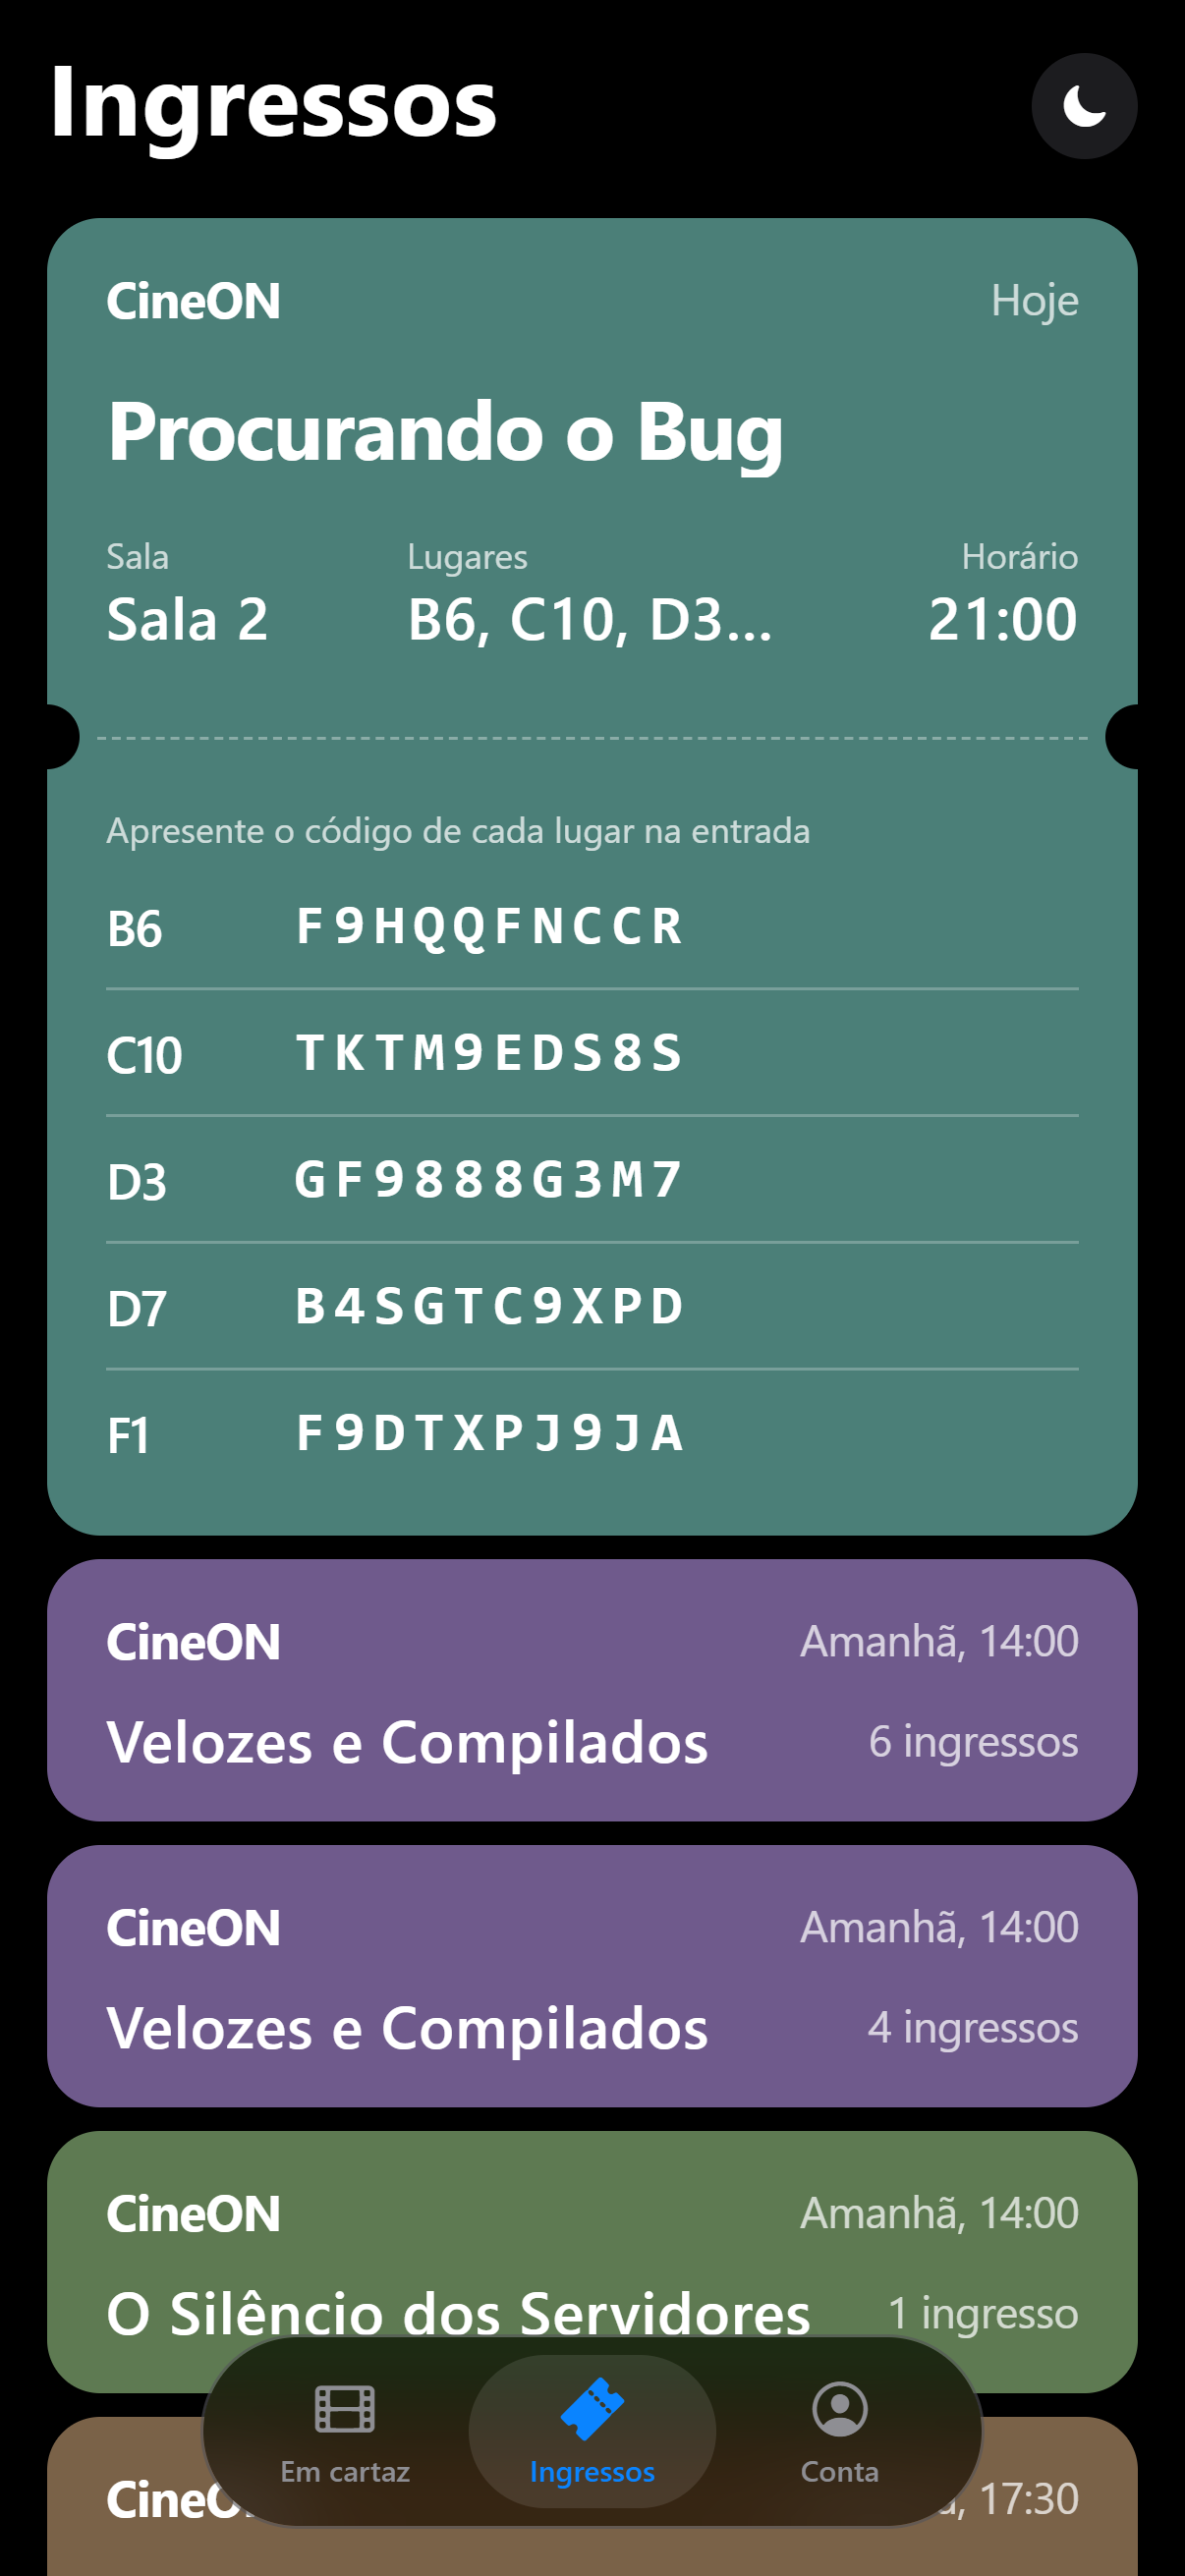 Ingressos
CineON Hoje
Procurando o Bug
Sala Lugares Horário
Sala 2 B6, C10, D3... 21:00
Apresente o código de cada lugar na entrada
B6 F9HQQFNCCR
C10 TKTM9EDS8S
D3 GF9888G3M7
D7 B4SGTC9XPD
F1 F9DTXPJ9JA
CineON Amanhã, 14:00
Velozes e Compilados 6 ingressos
CineON Amanhã, 14:00
Velozes e Compilados 4 ingressos
CineON Amanhã, 14:00
O Silêncio dos Servidores 1 ingresso
Em cartaz Ingressos Conta
17:30